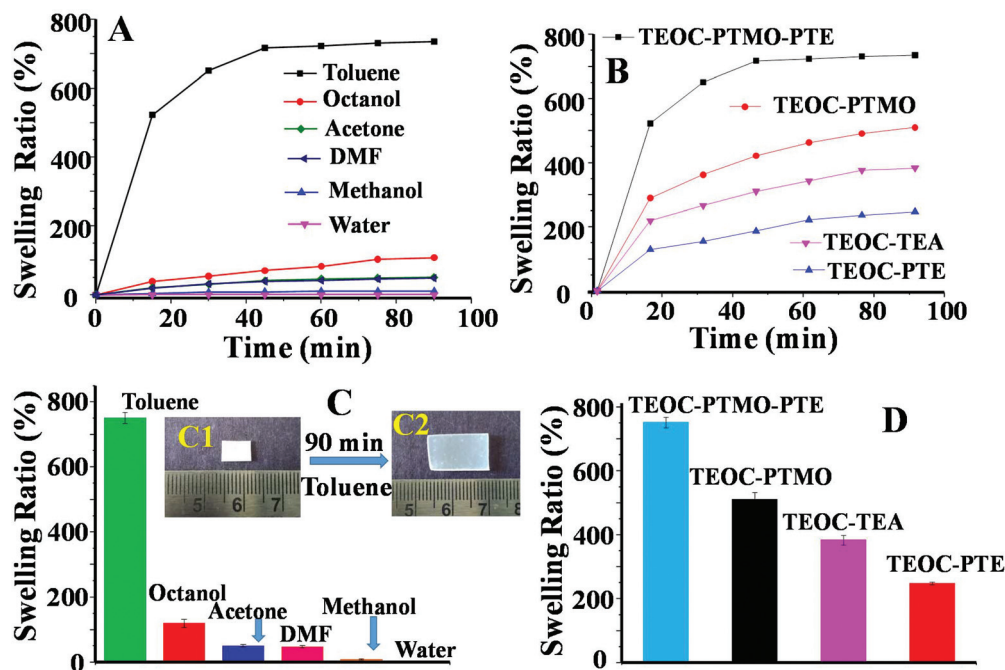 A
Swelling Ratio (%)
800
600
400
200
0
Toluene
Octanol
Acetone
DMF
Methanol
Water
0 20 40 60 80 100
Time (min)
B
Swelling Ratio (%)
800
600
400
200
0
TEOC-PTMO-PTE
TEOC-PTMO
TEOC-TEA
TEOC-PTE
20 40 60 80 100
Time (min)
C
Swelling Ratio (%)
800
600
400
200
0
Toluene
Octanol
Acetone
DMF
Methanol
Water
C1
5 6 7
90 min
Toluene
C2
5 6 7 8
D
Swelling Ratio (%)
800
600
400
200
0
TEOC-PTMO-PTE
TEOC-PTMO
TEOC-TEA
TEOC-PTE